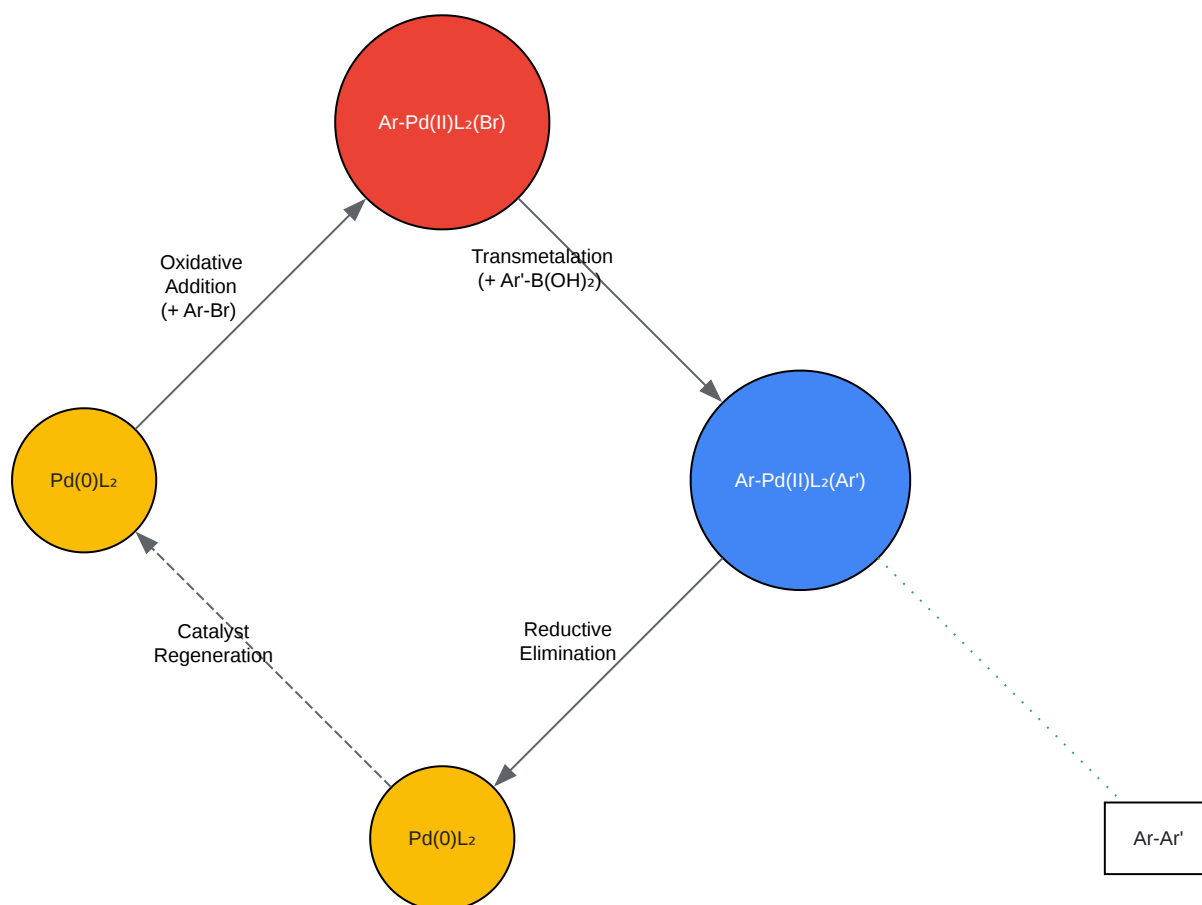 Ar-Pd(II)L₂(Br)
Oxidative
Addition
(+ Ar-Br)
Transmetalation
(+ Ar'-B(OH)₂)
Pd(0)L₂
Ar-Pd(II)L₂(Ar')
Catalyst
Regeneration
Reductive
Elimination
Pd(0)L₂
Ar-Ar'